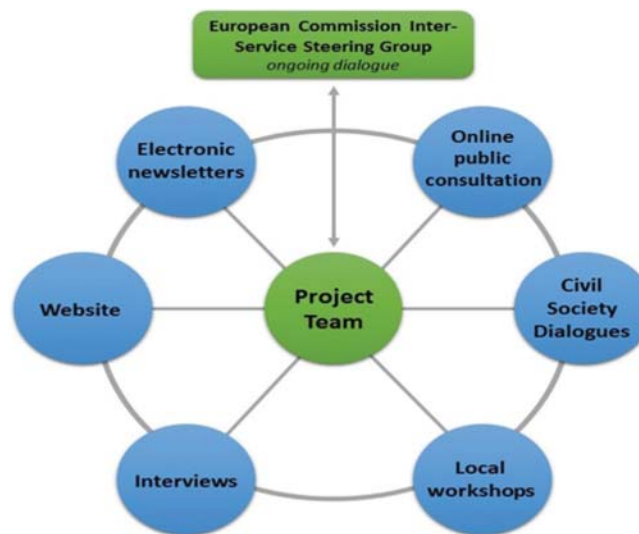 European Commission Inter-
Service Steering Group
ongoing dialogue
Electronic
newsletters
Online
public
consultation
Website
Project
Team
Civil
Society
Dialogues
Interviews
Local
workshops